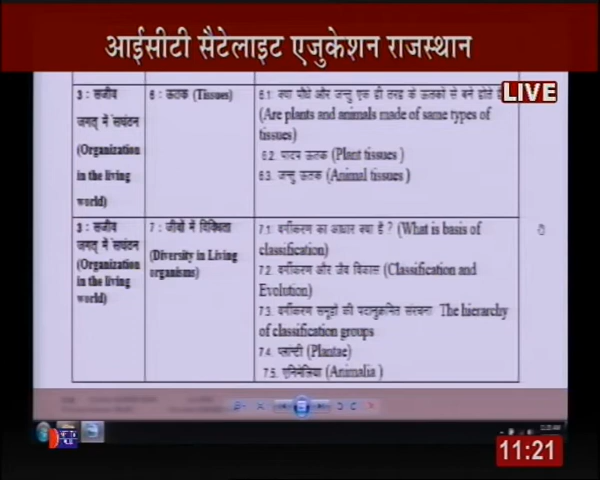 आईसीटी सैटेलाइट एजुकेशन राजस्थान
LIVE
3 : सजीव
जगत् में संघटन
(Organization
in the living
world)
6 : ऊतक (Tissues)
6.1: क्या पौधे और जन्तु एक ही तरह के ऊतकों से बने होते
(Are plants and animals made of same types of
tissues)
6.2. पादप ऊतक (Plant tissues )
6.3. जन्तु ऊतक (Animal tissues )
3 : सजीव
जगत् में संघटन
(Organization
in the living
world)
7 : जीवों में विविधता
(Diversity in Living
organisms)
7.1: वर्गीकरण का आधार क्या है ? (What is basis of
classification)
7.2. वर्गीकरण और जैव विकास (Classification and
Evolution)
7.3. वर्गीकरण समूहों की पदानुक्रमित संरचना The hierarchy
of classification groups
7.4. प्लांटी (Plantae)
7.5. एनिमेलिया (Animalia )
11:21